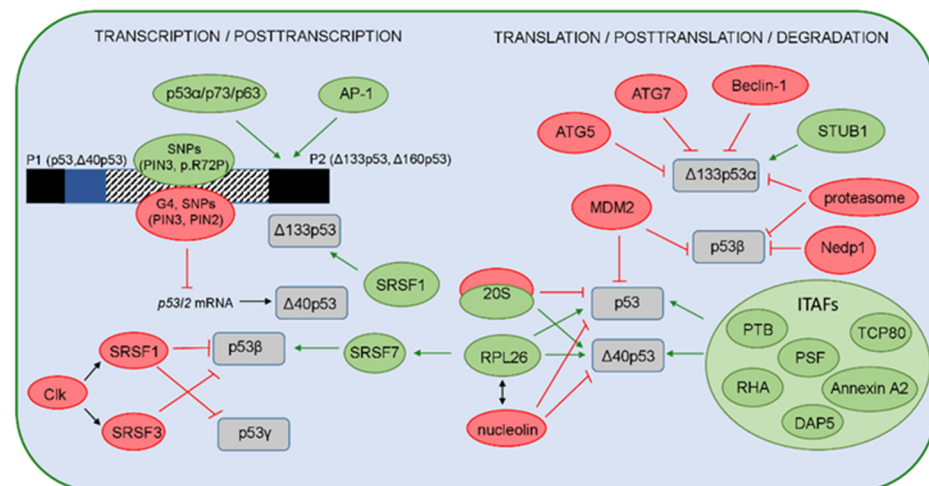 TRANSCRIPTION / POSTTRANSCRIPTION
TRANSLATION / POSTTRANSLATION / DEGRADATION
p53α/p73/p63
AP-1
P1 (p53,Δ40p53)
SNPs
(PIN3, p.R72P)
P2 (Δ133p53, Δ160p53)
G4, SNPs
(PIN3, PIN2)
Δ133p53
SRSF1
p53I2 mRNA
Δ40p53
SRSF1
p53β
SRSF7
Clk
SRSF3
p53γ
ATG5
ATG7
Beclin-1
STUB1
Δ133p53α
proteasome
MDM2
p53β
Nedp1
20S
p53
RPL26
Δ40p53
nucleolin
ITAFs
PTB
TCP80
PSF
RHA
Annexin A2
DAP5